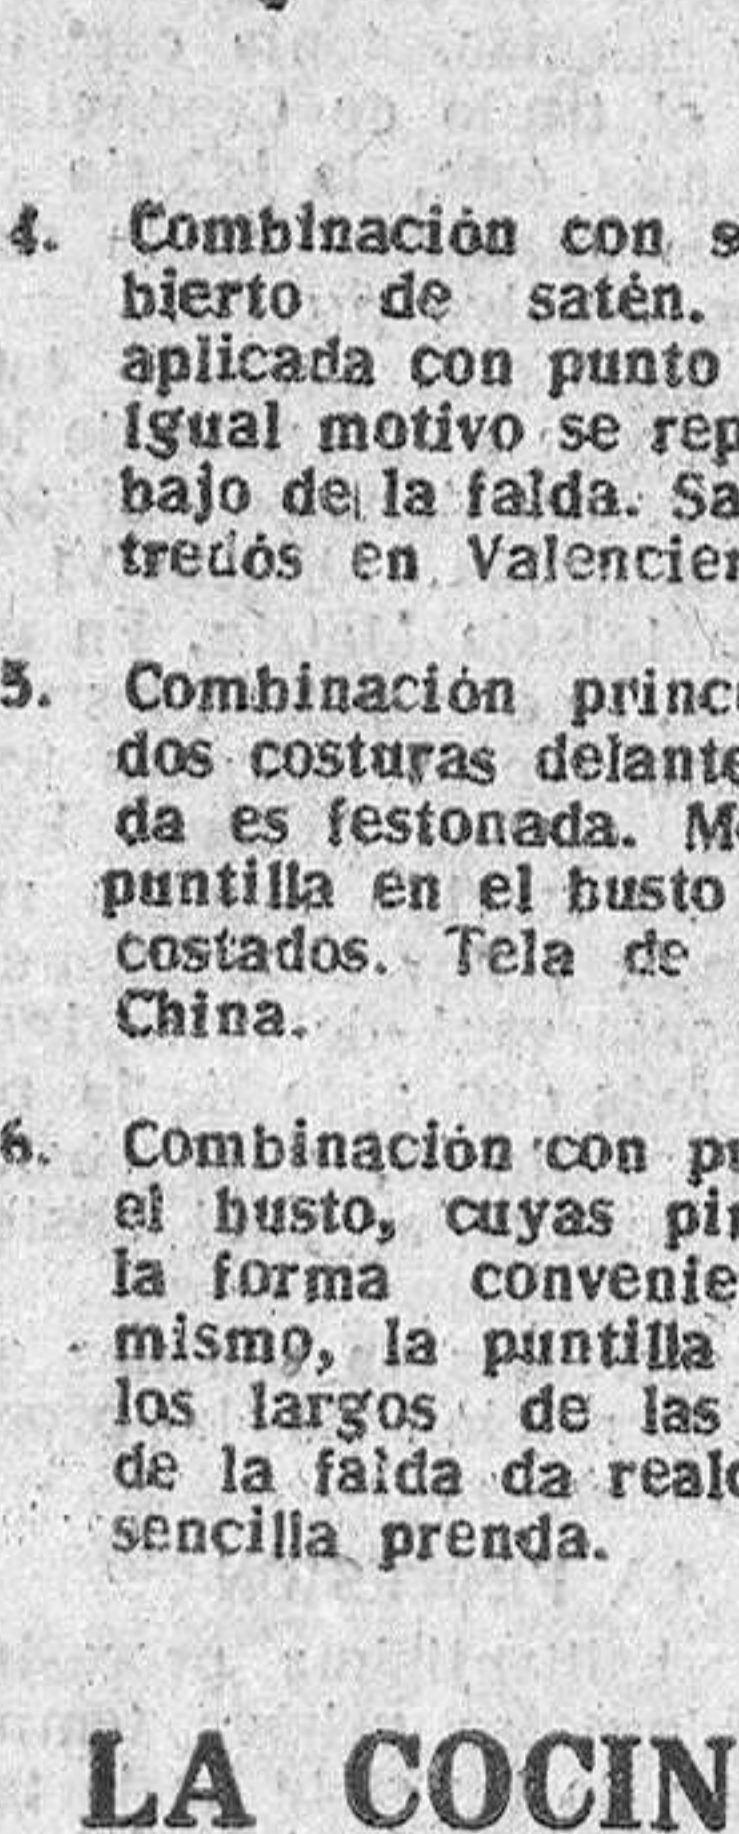 4. Combinación con s
bierto de satén.
aplicada con punto
Igual motivo se rep
bajo de la falda. Sa
tredós en Valencien
5. Combinación princ
dos costuras delante
da es festonada. M
puntilla en el busto
costados. Tela de
China.
6. Combinación con pu
el busto, cuyas pin
la forma convenie
mismo, la puntilla
los largos de las
de la falda da realc
sencilla prenda.
LA COCIN